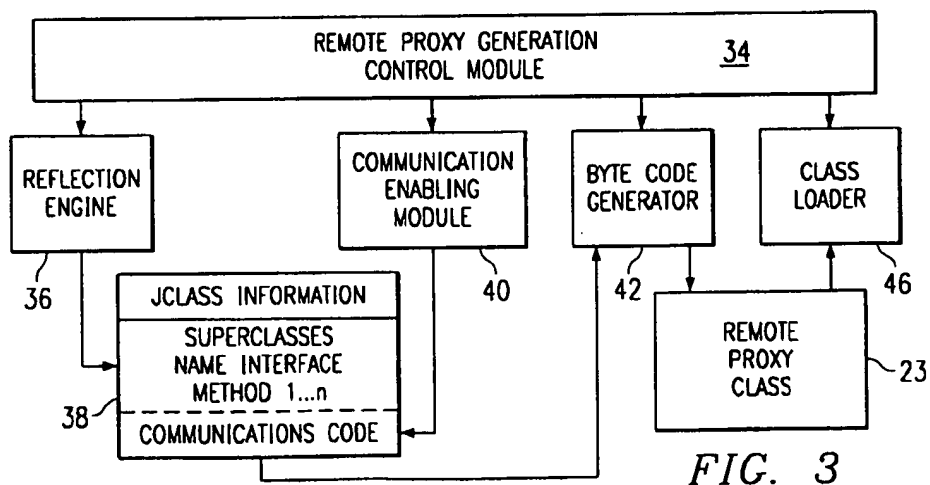 REMOTE PROXY GENERATION
CONTROL MODULE
34
REFLECTION
ENGINE
COMMUNICATION
ENABLING
MODULE
BYTE CODE
GENERATOR
CLASS
LOADER
36
40
42
46
JCLASS INFORMATION
SUPERCLASSES
NAME INTERFACE
METHOD 1...n
38
COMMUNICATIONS CODE
REMOTE
PROXY
CLASS
23
FIG. 3